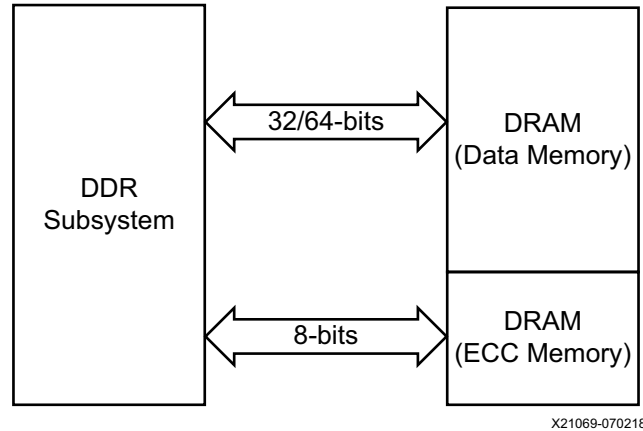 DDR
Subsystem
32/64-bits
DRAM
(Data Memory)
8-bits
DRAM
(ECC Memory)
X21069-070218